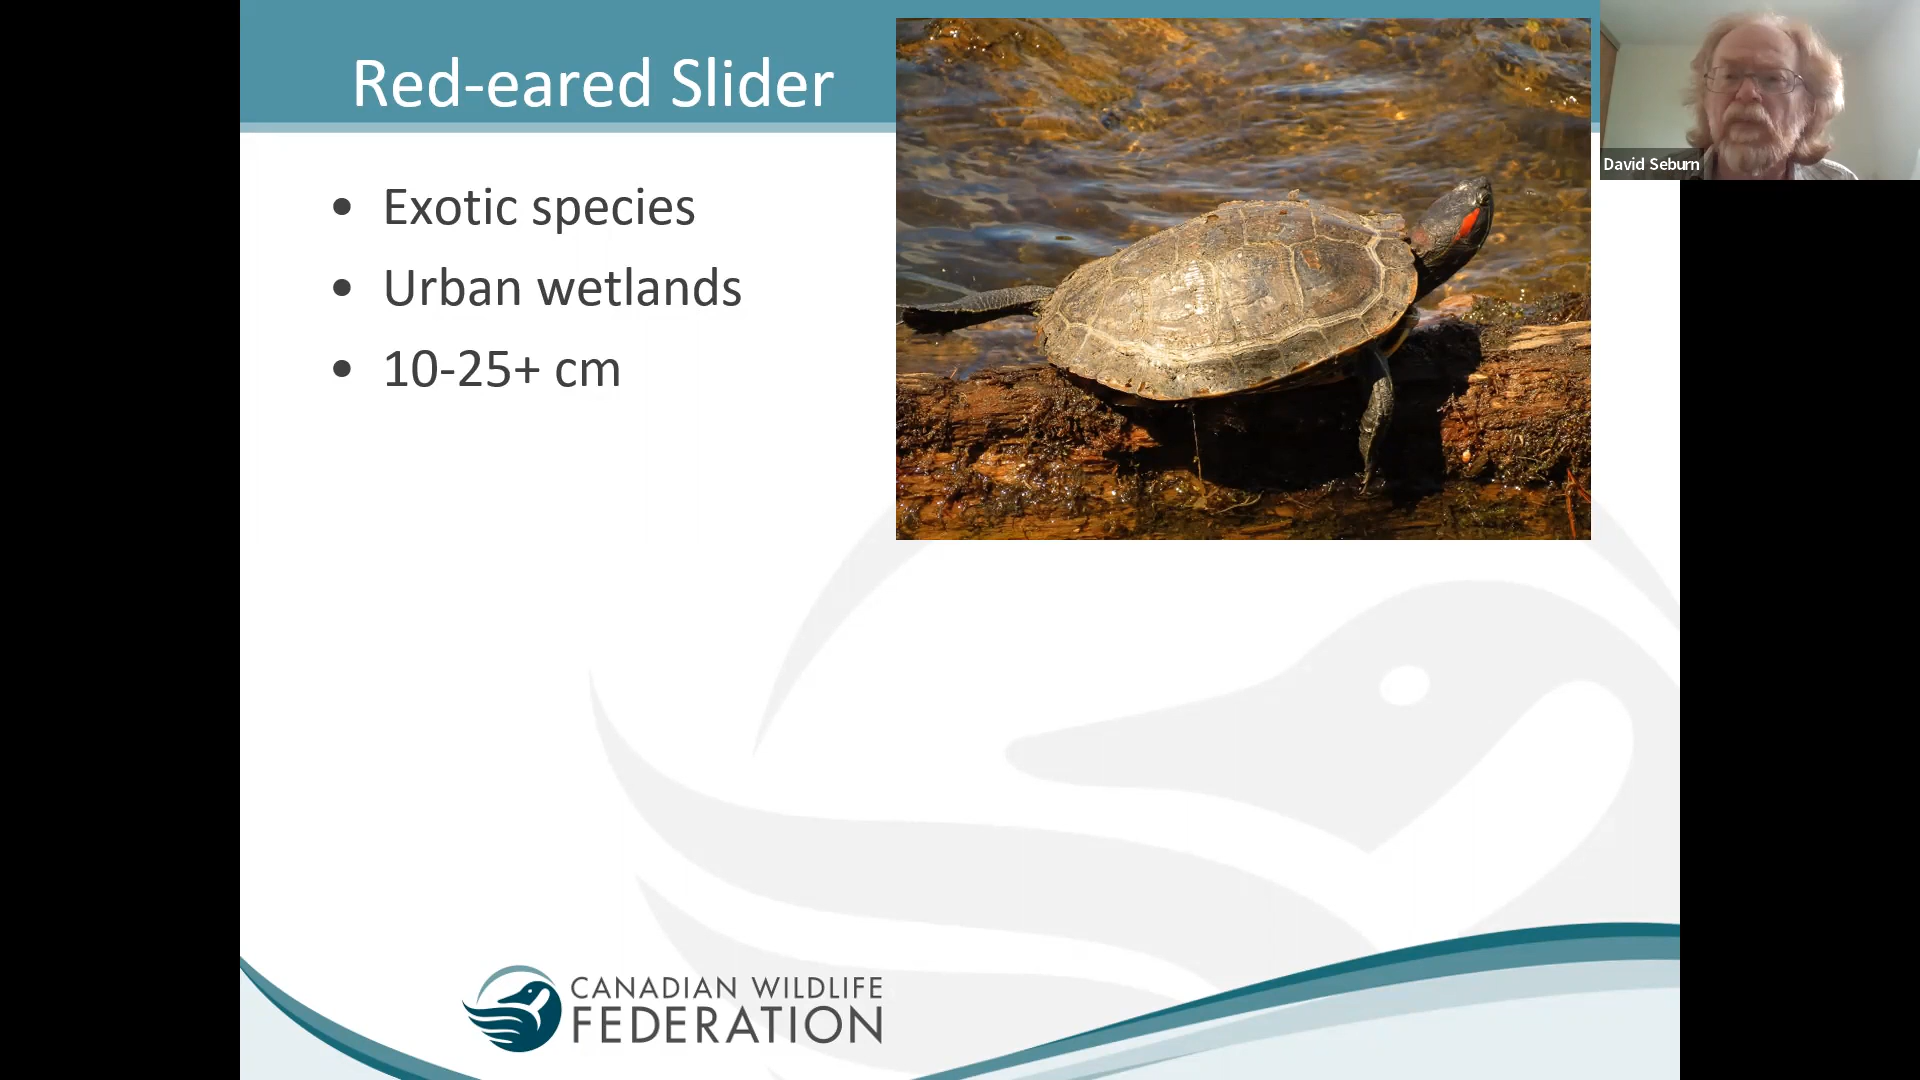 Red-eared Slider
• Exotic species
• Urban wetlands
• 10-25+ cm
David Seburn
CANADIAN WILDLIFE
FEDERATION